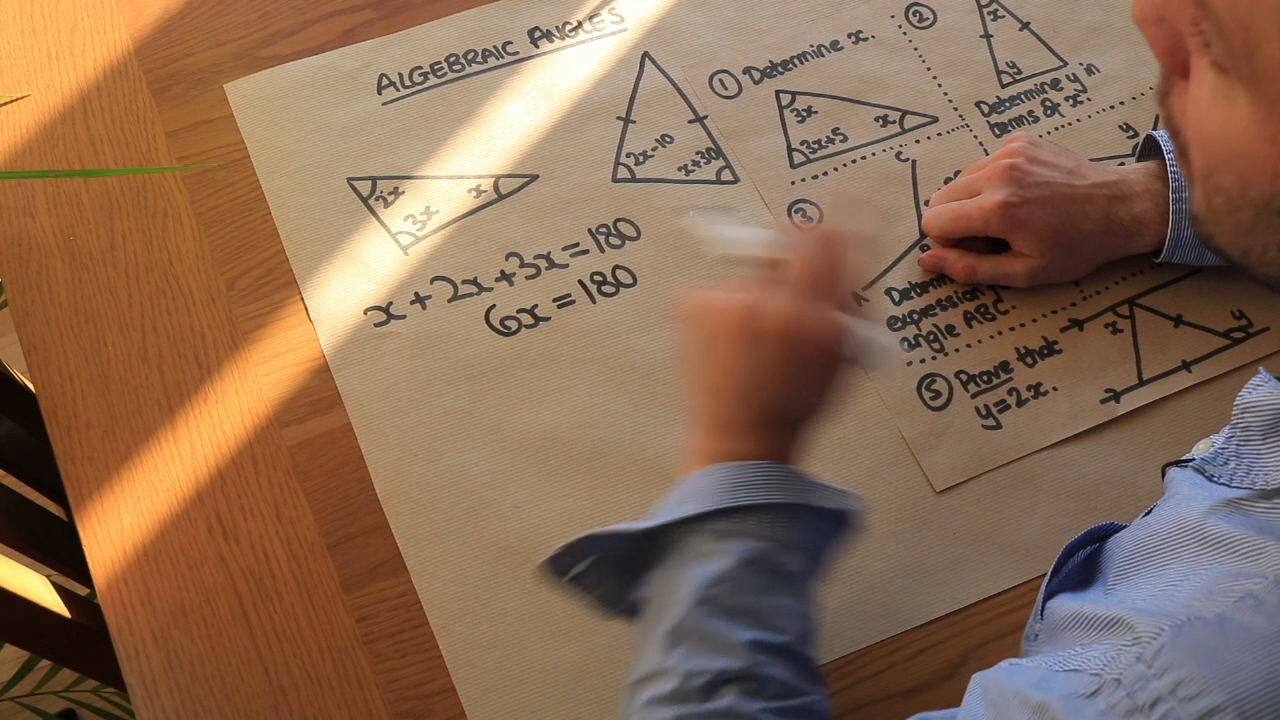 ALGEBRAIC ANGLES
2x
x
3x
2x-10
x+30
x+2x+3x=180
6x=180
1 Determine x.
3x
3x+5
x
2
x
y
Determine y in
terms of x.
3
C
B
A
Determ
expression
angle ABC
y
5 Prove that
y=2x.
x
y